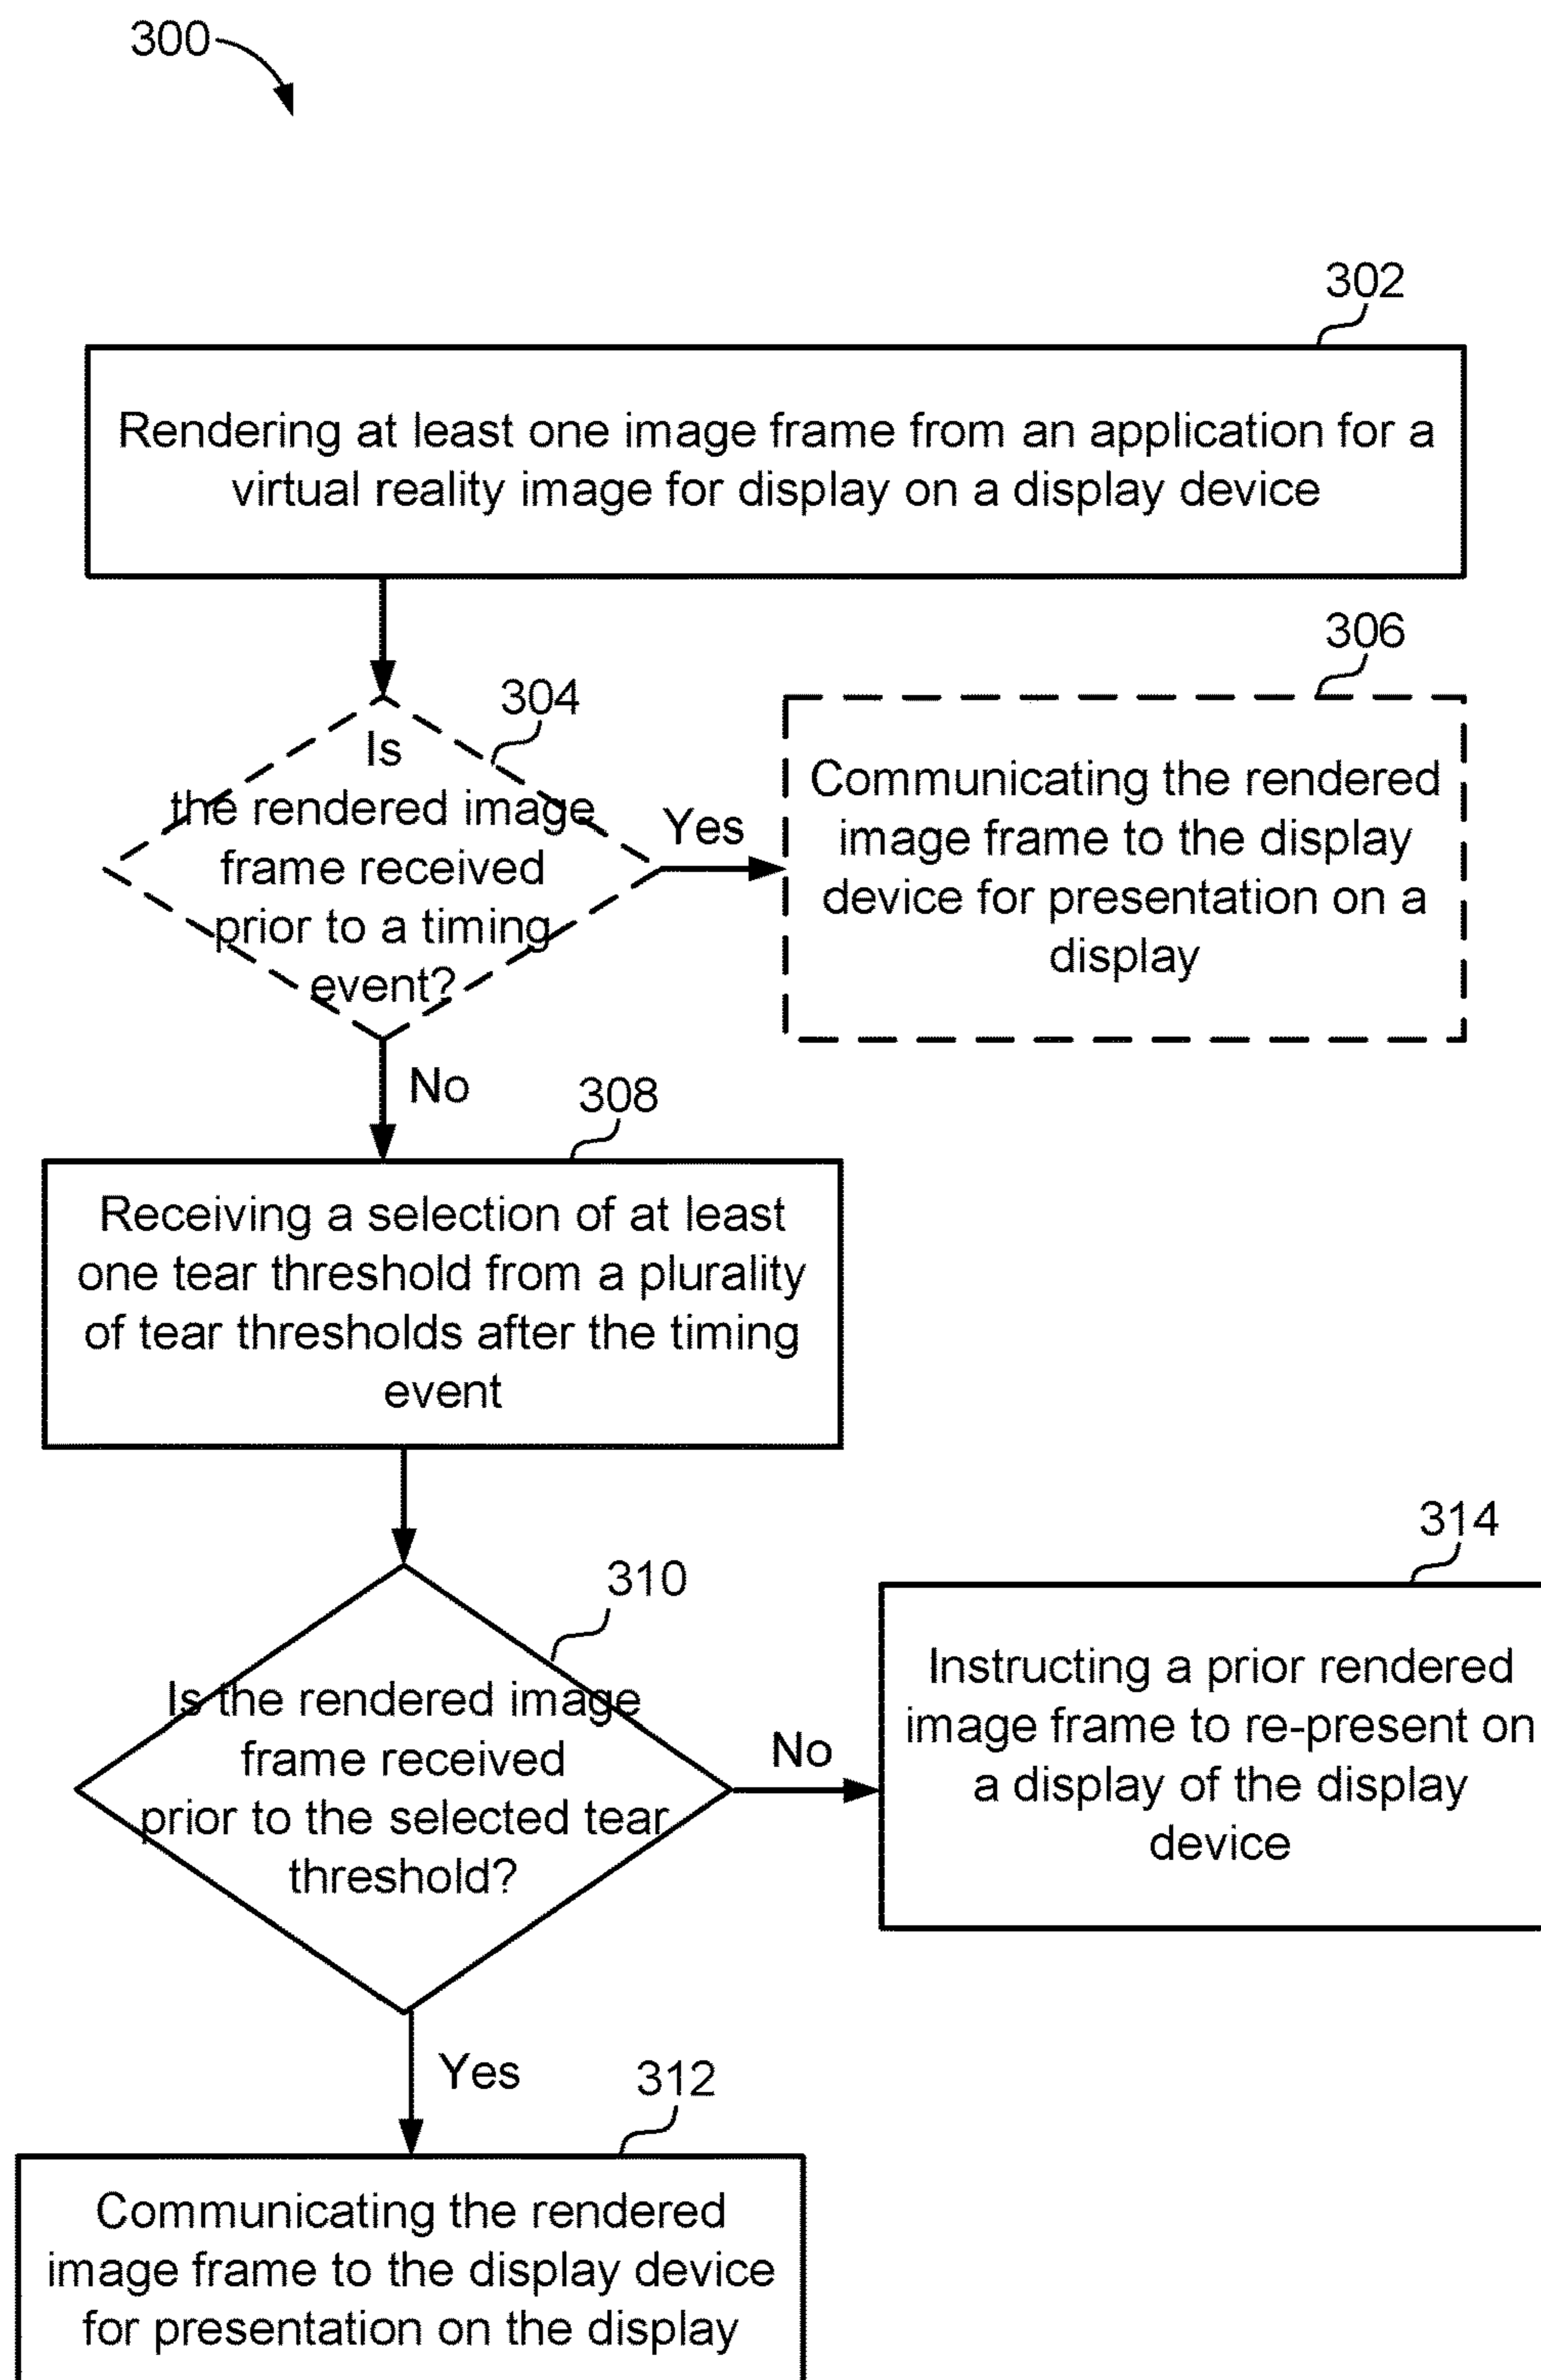 300
302
Rendering at least one image frame from an application for a
virtual reality image for display on a display device
304
Is
the rendered image
frame received
prior to a timing
event?
Yes
306
Communicating the rendered
image frame to the display
device for presentation on a
display
No
308
Receiving a selection of at least
one tear threshold from a plurality
of tear thresholds after the timing
event
310
Is the rendered image
frame received
prior to the selected tear
threshold?
No
314
Instructing a prior rendered
image frame to re-present on
a display of the display
device
Yes
312
Communicating the rendered
image frame to the display device
for presentation on the display